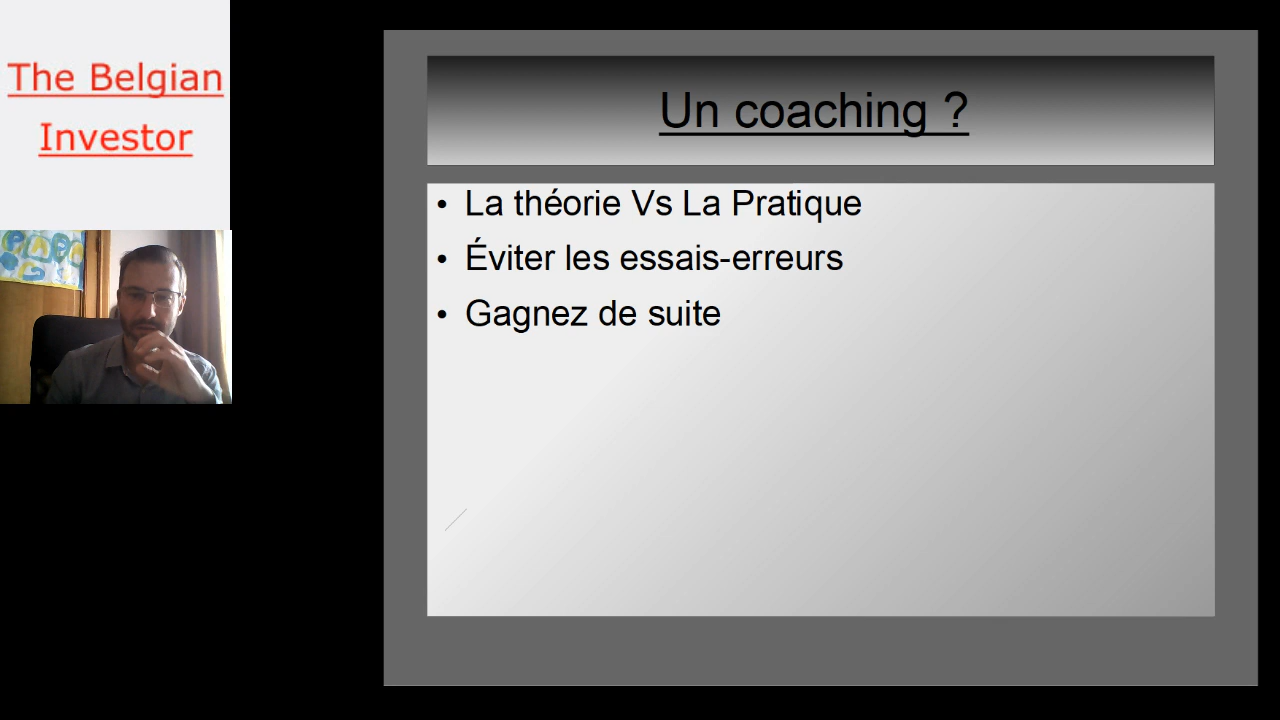 The Belgian
Investor
Un coaching ?
• La théorie Vs La Pratique
• Éviter les essais-erreurs
• Gagnez de suite